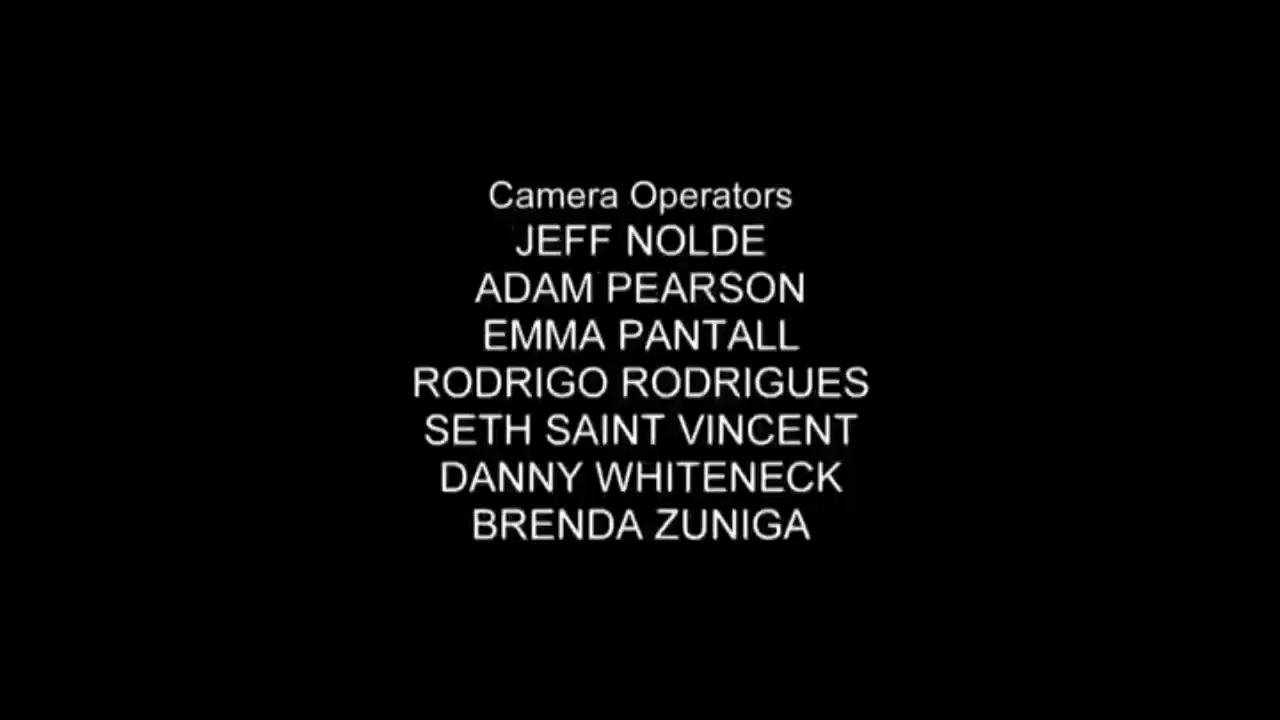 Camera Operators
JEFF NOLDE
ADAM PEARSON
EMMA PANTALL
RODRIGO RODRIGUES
SETH SAINT VINCENT
DANNY WHITENECK
BRENDA ZUNIGA